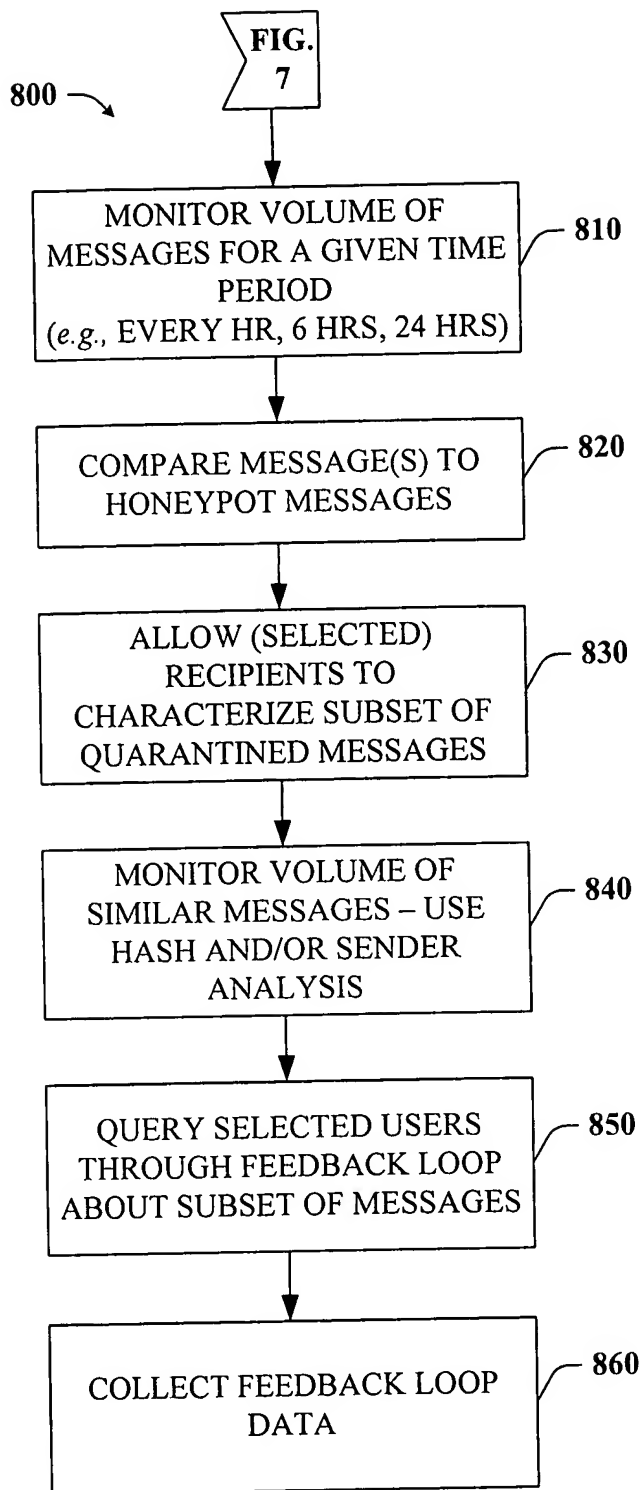 FIG.
7
800
MONITOR VOLUME OF
MESSAGES FOR A GIVEN TIME
PERIOD
(e.g., EVERY HR, 6 HRS, 24 HRS)
810
COMPARE MESSAGE(S) TO
HONEYPOT MESSAGES
820
ALLOW (SELECTED)
RECIPIENTS TO
CHARACTERIZE SUBSET OF
QUARANTINED MESSAGES
830
MONITOR VOLUME OF
SIMILAR MESSAGES – USE
HASH AND/OR SENDER
ANALYSIS
840
QUERY SELECTED USERS
THROUGH FEEDBACK LOOP
ABOUT SUBSET OF MESSAGES
850
COLLECT FEEDBACK LOOP
DATA
860